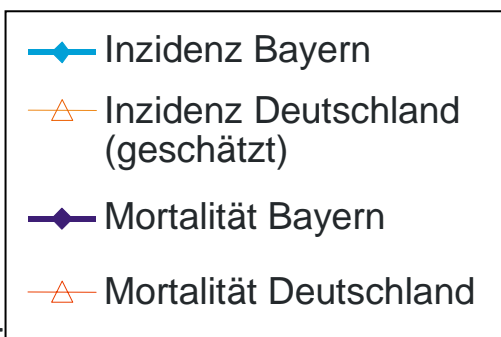 Inzidenz Bayern
Inzidenz Deutschland
(geschätzt)
Mortalität Bayern
Mortalität Deutschland